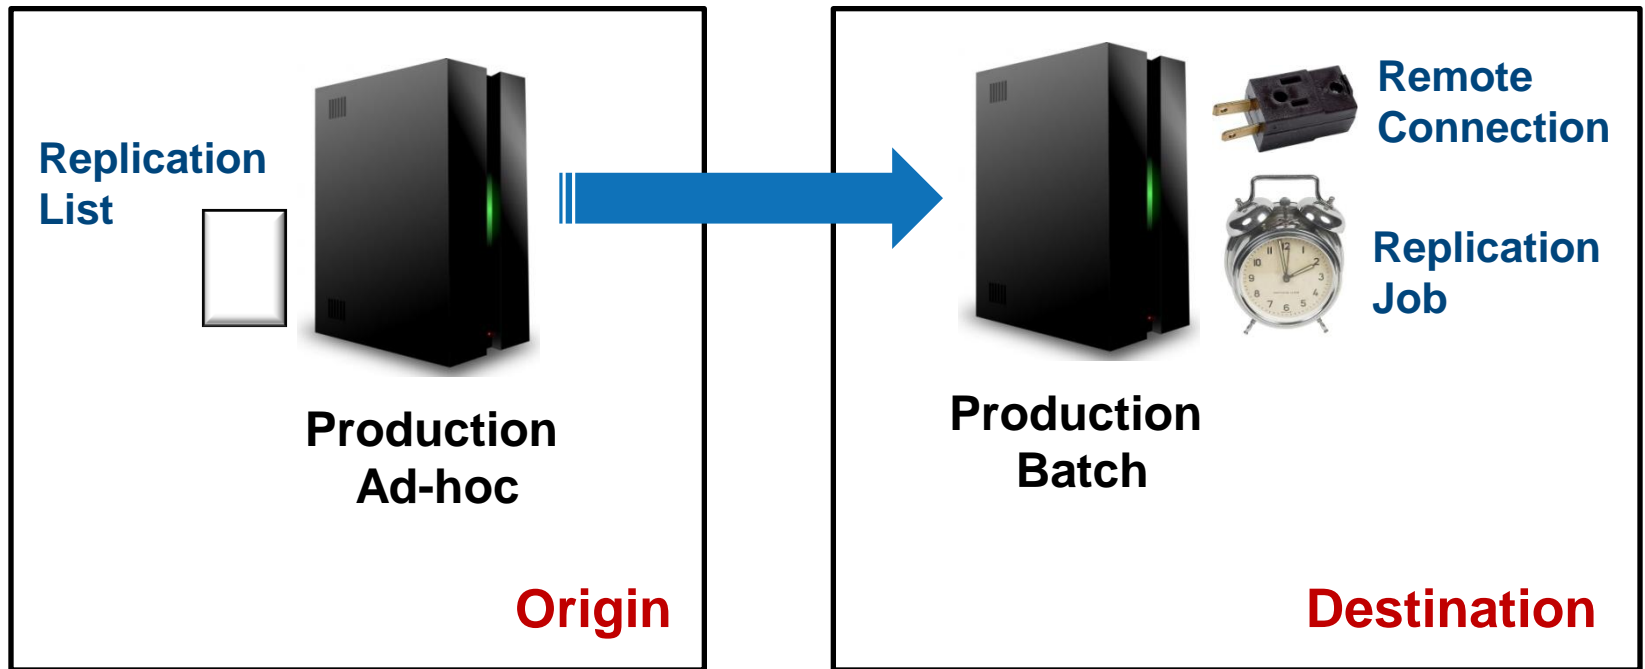 Replication
List
Production
Ad-hoc
Origin
Remote
Connection
Replication
Job
Production
Batch
Destination